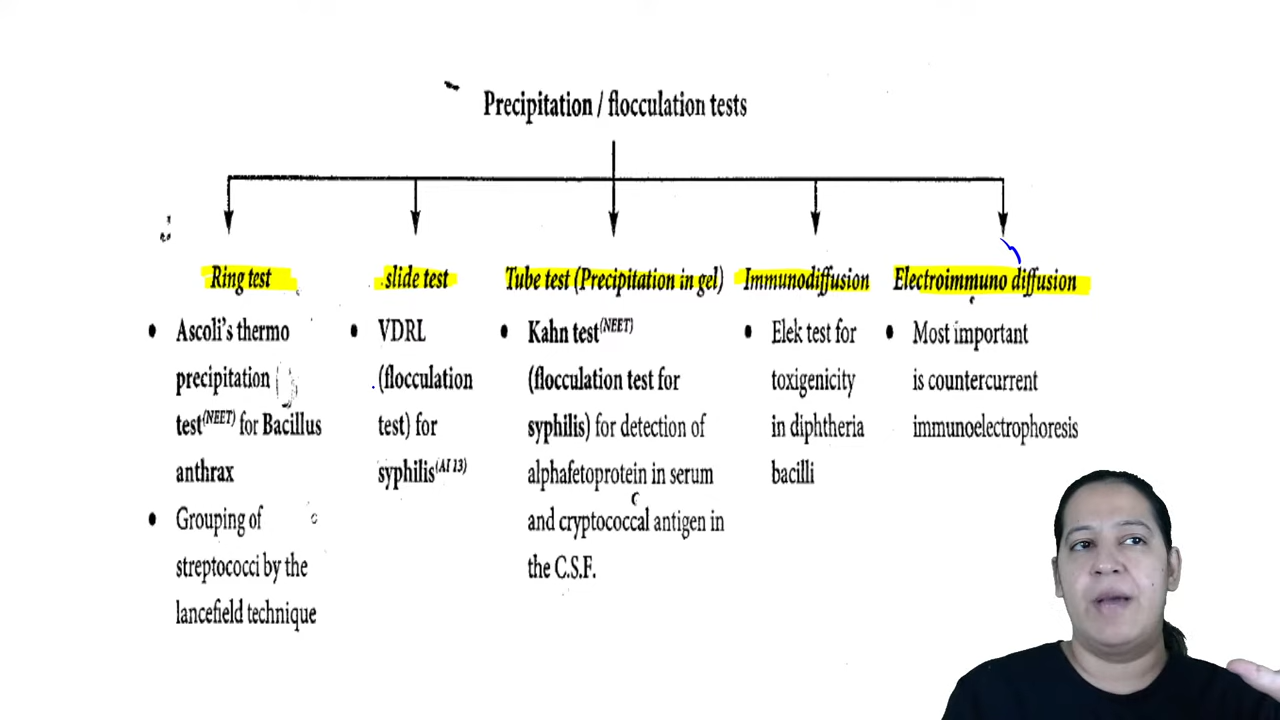 Precipitation / flocculation tests
Ring test
• Ascoli's thermo
precipitation
test(NEET) for Bacillus
anthrax
• Grouping of
streptococci by the
lancefield technique
slide test
• VDRL
(flocculation
test) for
syphilis(AI 13)
Tube test (Precipitation in gel)
• Kahn test(NEET)
(flocculation test for
syphilis) for detection of
alphafetoprotein in serum
and cryptococcal antigen in
the C.S.F.
Immunodiffusion
• Elek test for
toxigenicity
in diphtheria
bacilli
Electroimmuno diffusion
• Most important
is countercurrent
immunoelectrophoresis